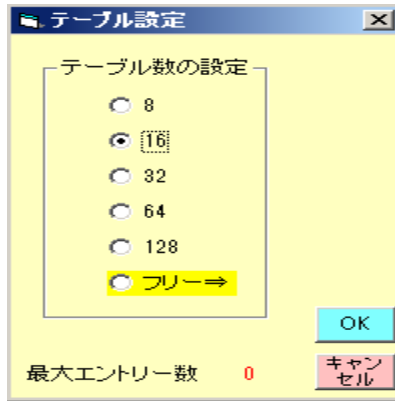 テーブル設定
テーブル数の設定
8
16
32
64
128
フリー⇒
OK
最大エントリー数 0
キャン
セル